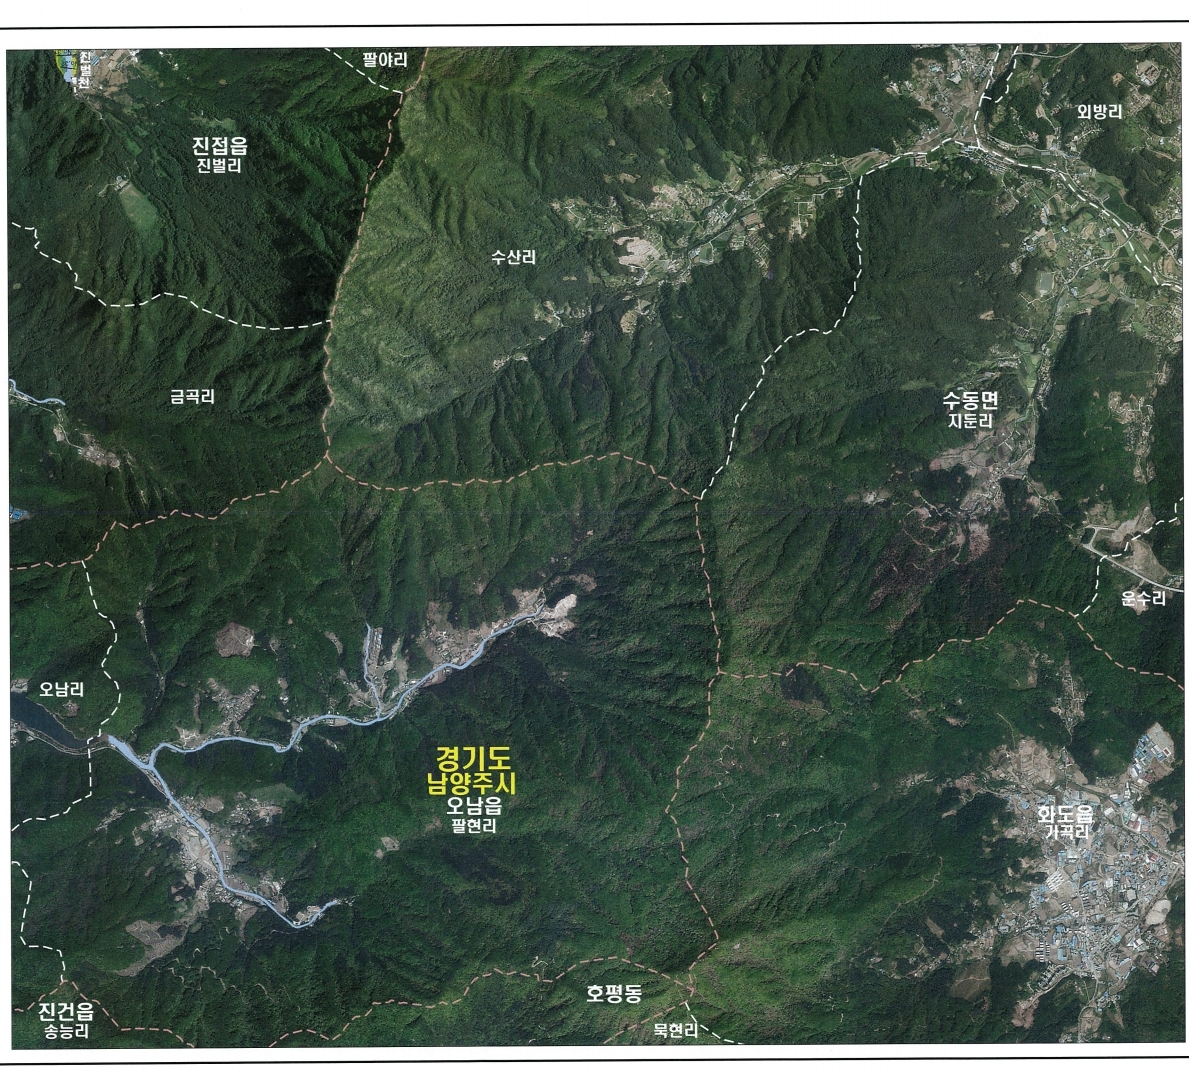 팔야리
진벌천
외방리
진접읍
진벌리
수산리
금곡리
수동면
지둔리
운수리
오남리
경기도
남양주시
오남읍
팔현리
화도읍
가곡리
호평동
진건읍
송능리
묵현리